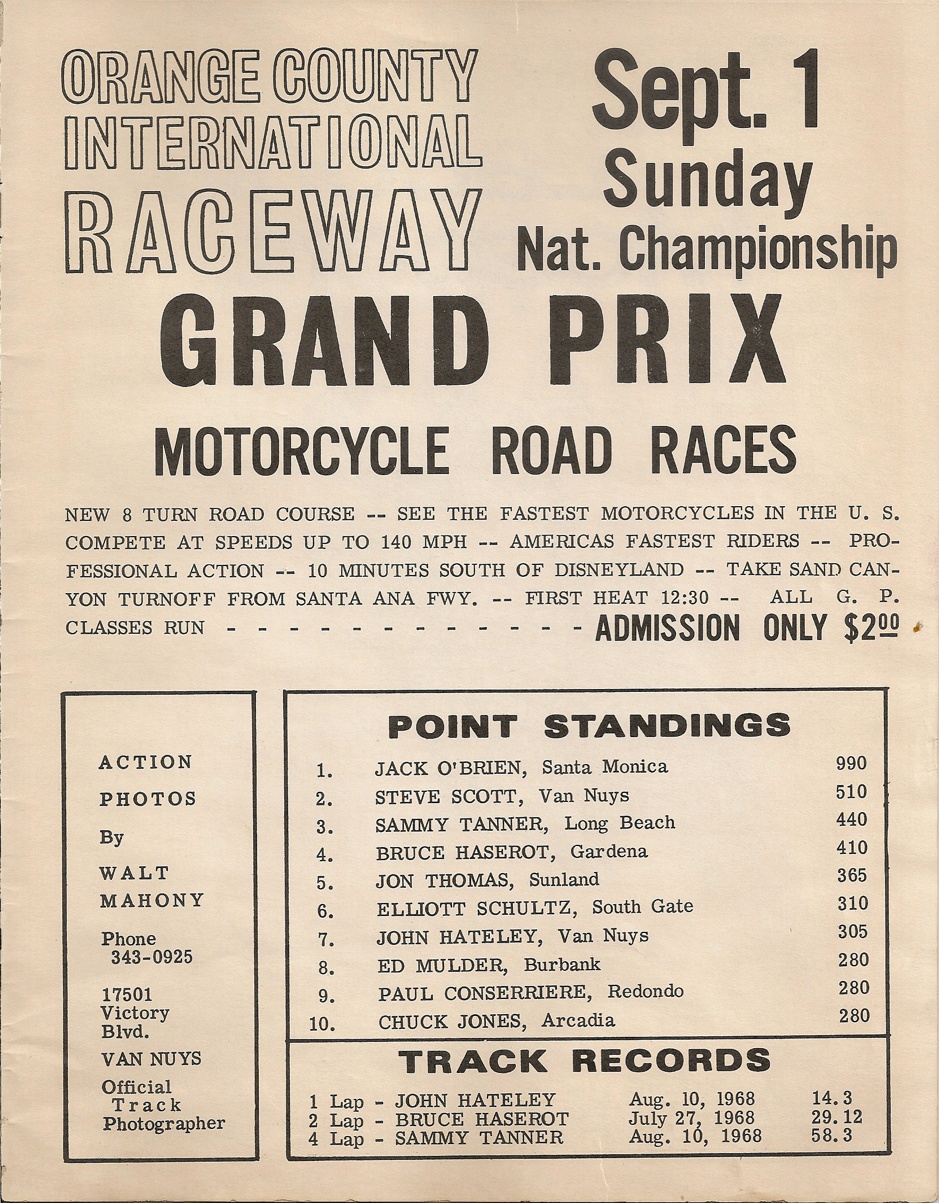 ORANGE COUNTY
INTERNATIONAL
RACEWAY
Sept. 1
Sunday
Nat. Championship
GRAND PRIX
MOTORCYCLE ROAD RACES
NEW 8 TURN ROAD COURSE -- SEE THE FASTEST MOTORCYCLES IN THE U. S.
COMPETE AT SPEEDS UP TO 140 MPH -- AMERICAS FASTEST RIDERS -- PRO-
FESSIONAL ACTION -- 10 MINUTES SOUTH OF DISNEYLAND -- TAKE SAND CAN-
YON TURNOFF FROM SANTA ANA FWY. -- FIRST HEAT 12:30 -- ALL G. P.
CLASSES RUN - - - - - - - - - - - - - ADMISSION ONLY $200
ACTION
PHOTOS
By
WALT
MAHONY
Phone
343-0925
17501
Victory
Blvd.
VAN NUYS
Official
Track
Photographer
POINT STANDINGS
1. JACK O'BRIEN, Santa Monica 990
2. STEVE SCOTT, Van Nuys 510
3. SAMMY TANNER, Long Beach 440
4. BRUCE HASEROT, Gardena 410
5. JON THOMAS, Sunland 365
6. ELLIOTT SCHULTZ, South Gate 310
7. JOHN HATELEY, Van Nuys 305
8. ED MULDER, Burbank 280
9. PAUL CONSERRIERE, Redondo 280
10. CHUCK JONES, Arcadia 280
TRACK RECORDS
1 Lap - JOHN HATELEY Aug. 10, 1968 14.3
2 Lap - BRUCE HASEROT July 27, 1968 29.12
4 Lap - SAMMY TANNER Aug. 10, 1968 58.3